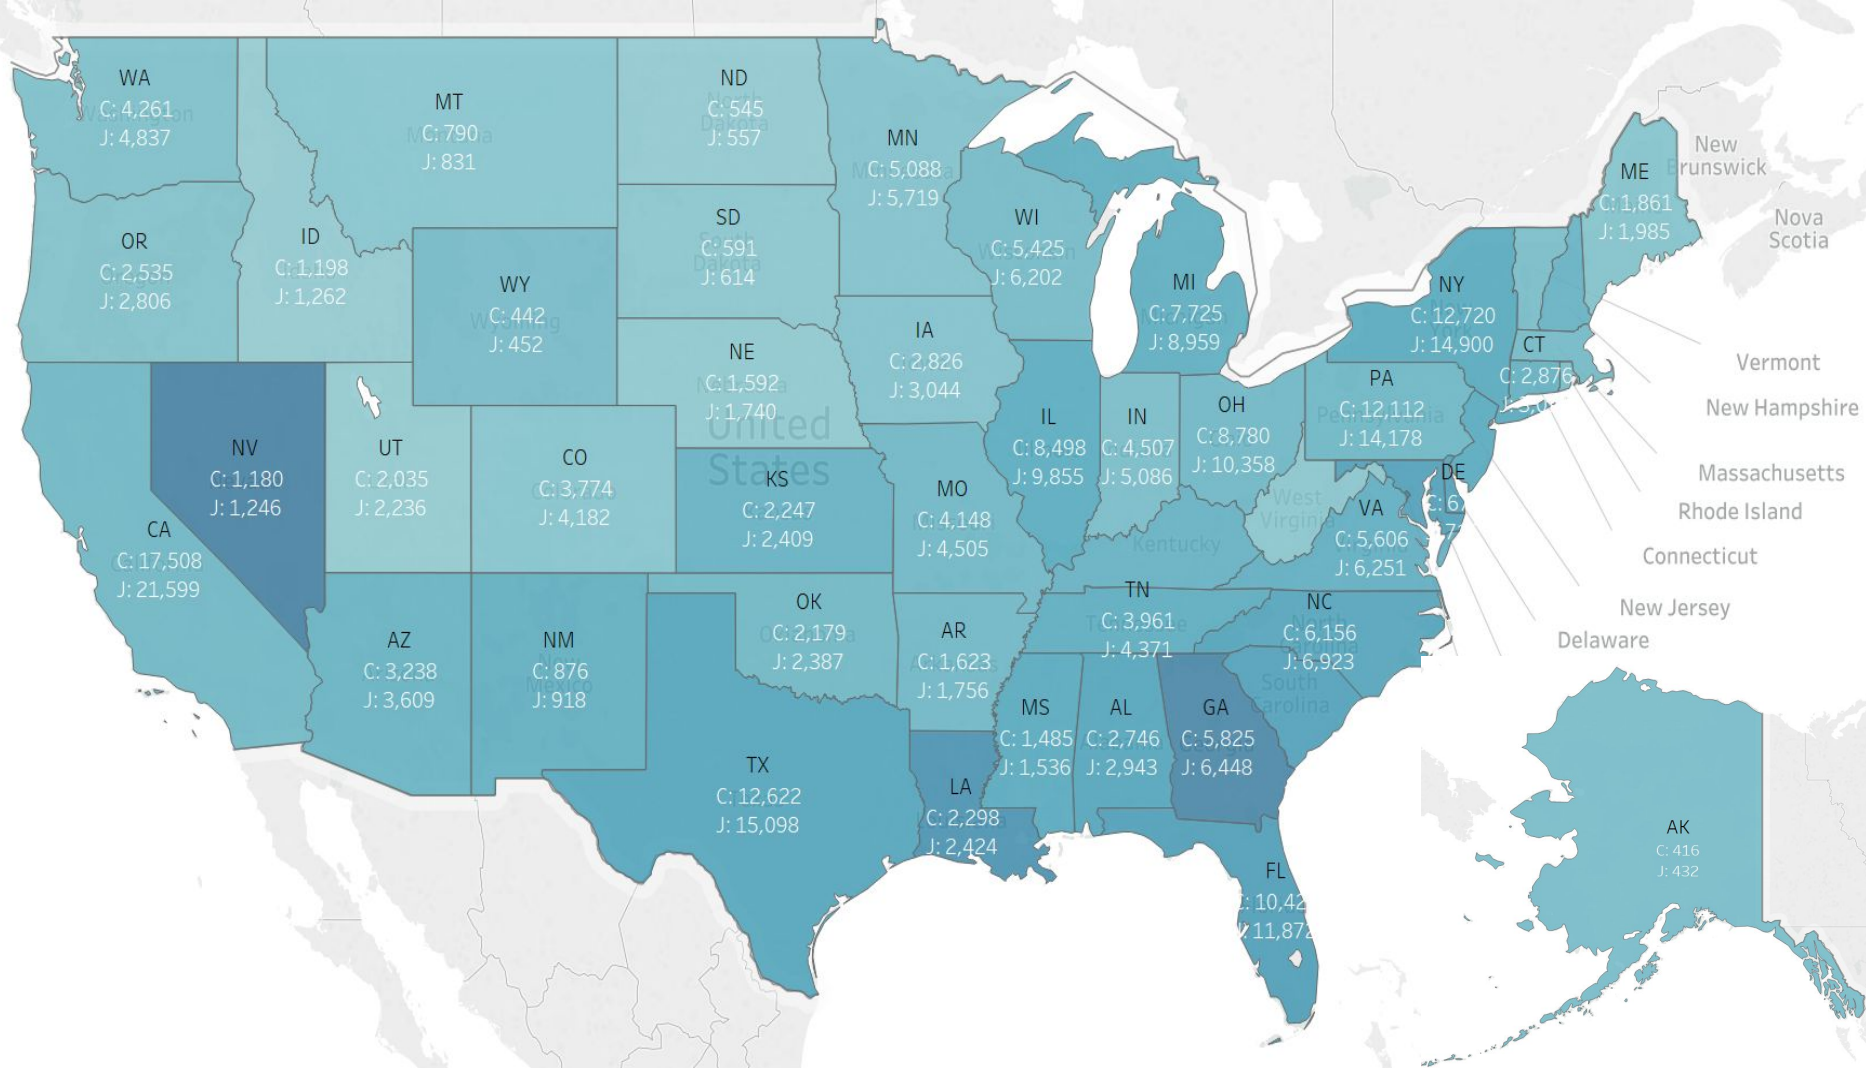 WA
C: 4,261
J: 4,837
MT
C: 790
J: 831
ND
C: 545
J: 557
MN
C: 5,088
J: 5,719
OR
C: 2,535
J: 2,806
ID
C: 1,198
J: 1,262
WY
C: 442
J: 452
SD
C: 591
J: 614
WI
C: 5,425
J: 6,202
MI
C: 7,725
J: 8,959
NY
C: 12,720
J: 14,900
ME
C: 1,861
J: 1,985
New
Brunswick
Nova
Scotia
NE
C: 1,592
J: 1,740
IA
C: 2,826
J: 3,044
United
States
NV
C: 1,180
J: 1,246
UT
C: 2,035
J: 2,236
CO
C: 3,774
J: 4,182
KS
C: 2,247
J: 2,409
MO
C: 4,148
J: 4,505
IL
C: 8,498
J: 9,855
IN
C: 4,507
J: 5,086
OH
C: 8,780
J: 10,358
PA
C: 12,112
J: 14,178
CT
C: 2,876
DE
West
Virginia
VA
C: 5,606
J: 6,251
Kentucky
Vermont
New Hampshire
Massachusetts
Rhode Island
Connecticut
New Jersey
Delaware
CA
C: 17,508
J: 21,599
AZ
C: 3,238
J: 3,609
NM
C: 876
J: 918
OK
C: 2,179
J: 2,387
AR
C: 1,623
J: 1,756
TN
C: 3,961
J: 4,371
NC
C: 6,156
J: 6,923
South
Carolina
TX
C: 12,622
J: 15,098
LA
C: 2,298
J: 2,424
MS
C: 1,485
J: 1,536
AL
C: 2,746
J: 2,943
GA
C: 5,825
J: 6,448
FL
: 10,42
: 11,872
AK
C: 416
J: 432